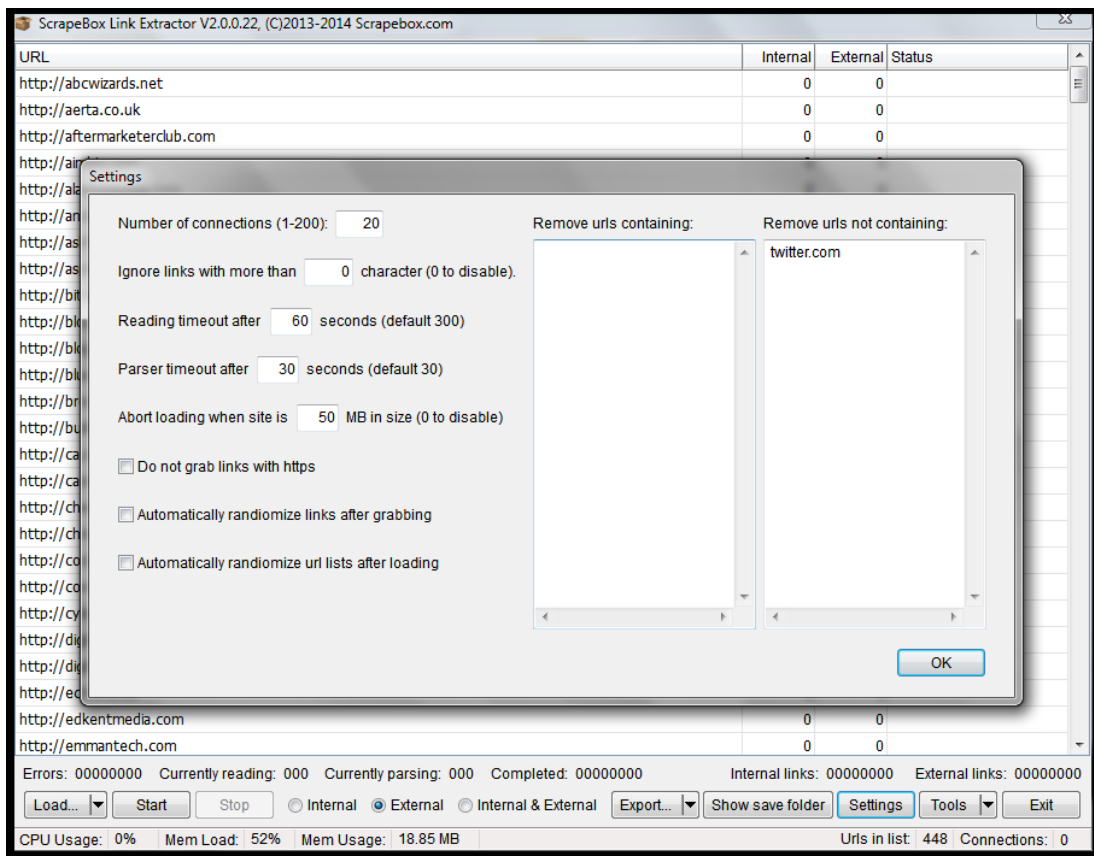 ScrapeBox Link Extractor V2.0.0.22, (C)2013-2014 Scrapebox.com
URL Internal External Status
http://abcwizards.net 0 0
http://aerta.co.uk 0 0
http://aftermarketerclub.com 0 0
Settings
Number of connections (1-200): 20
Ignore links with more than 0 character (0 to disable).
Reading timeout after 60 seconds (default 300)
Parser timeout after 30 seconds (default 30)
Abort loading when site is 50 MB in size (0 to disable)
Do not grab links with https
Automatically randiomize links after grabbing
Automatically randiomize url lists after loading
Remove urls containing:
Remove urls not containing:
twitter.com
OK
http://edkentmedia.com 0 0
http://emmantech.com 0 0
Errors: 00000000 Currently reading: 000 Currently parsing: 000 Completed: 00000000 Internal links: 00000000 External links: 00000000
Load... Start Stop Internal External Internal & External Export... Show save folder Settings Tools Exit
CPU Usage: 0% Mem Load: 52% Mem Usage: 18.85 MB Urls in list: 448 Connections: 0